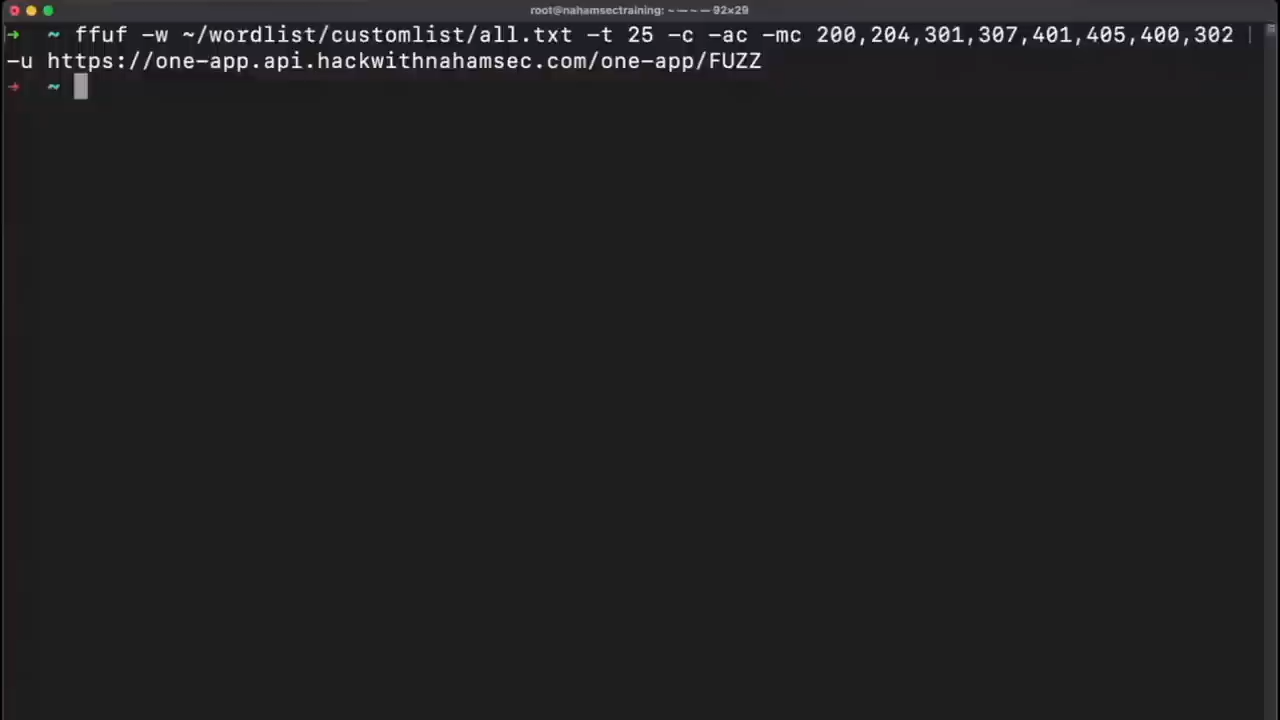 root@nahamsectraining: ~ — ~ — 92×29
→ ~ ffuf -w ~/wordlist/customlist/all.txt -t 25 -c -ac -mc 200,204,301,307,401,405,400,302 |
-u https://one-app.api.hackwithnahamsec.com/one-app/FUZZ
→ ~